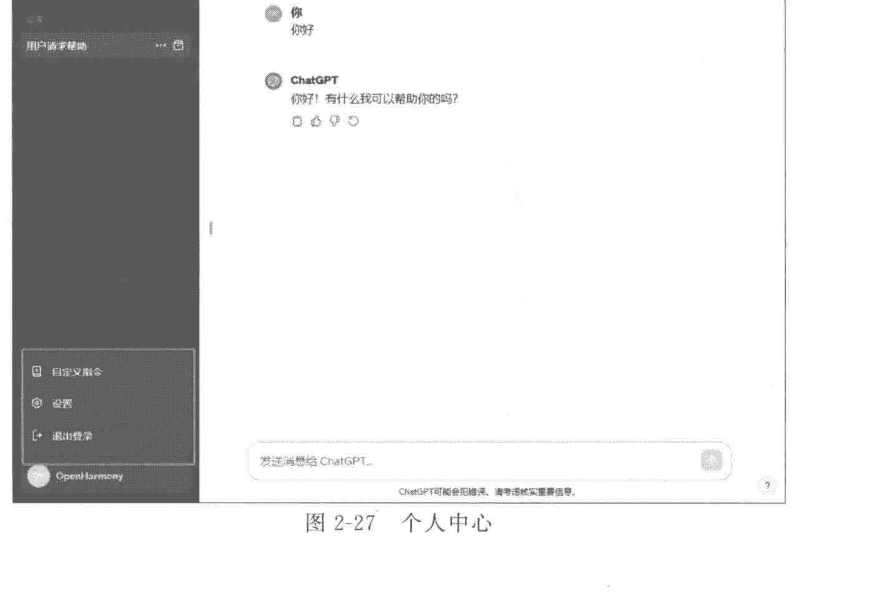 用户请求帮助
你
你好
ChatGPT
你好！有什么我可以帮助你的吗？
自定义指令
设置
退出登录
OpenHarmony
发送消息给 ChatGPT...
ChatGPT可能会犯错误。请考虑核实重要信息。
?
图 2-27 个人中心